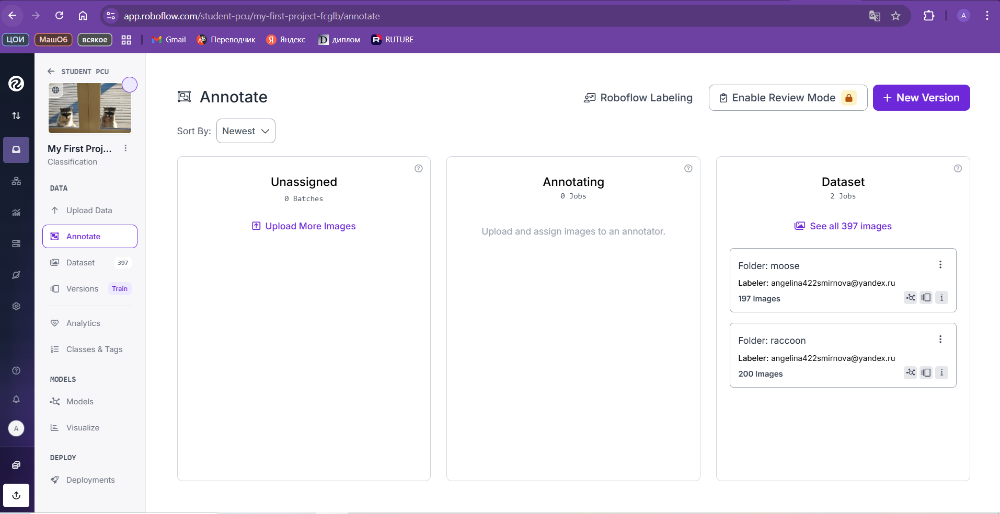 app.roboflow.com/student-pcu/my-first-project-fcglb/annotate
A
ЦОИ
МашОб
всякое
Gmail
Переводчик
Яндекс
диплом
RUTUBE
STUDENT PCU
My First Proj...
Classification
DATA
Upload Data
Annotate
Dataset 397
Versions Train
Analytics
Classes & Tags
MODELS
Models
Visualize
DEPLOY
Deployments
A
Annotate
Roboflow Labeling
Enable Review Mode
+ New Version
Sort By: Newest
Unassigned
0 Batches
Upload More Images
Annotating
0 Jobs
Upload and assign images to an annotator.
Dataset
2 Jobs
See all 397 images
Folder: moose
Labeler: angelina422smirnova@yandex.ru
197 Images
Folder: raccoon
Labeler: angelina422smirnova@yandex.ru
200 Images